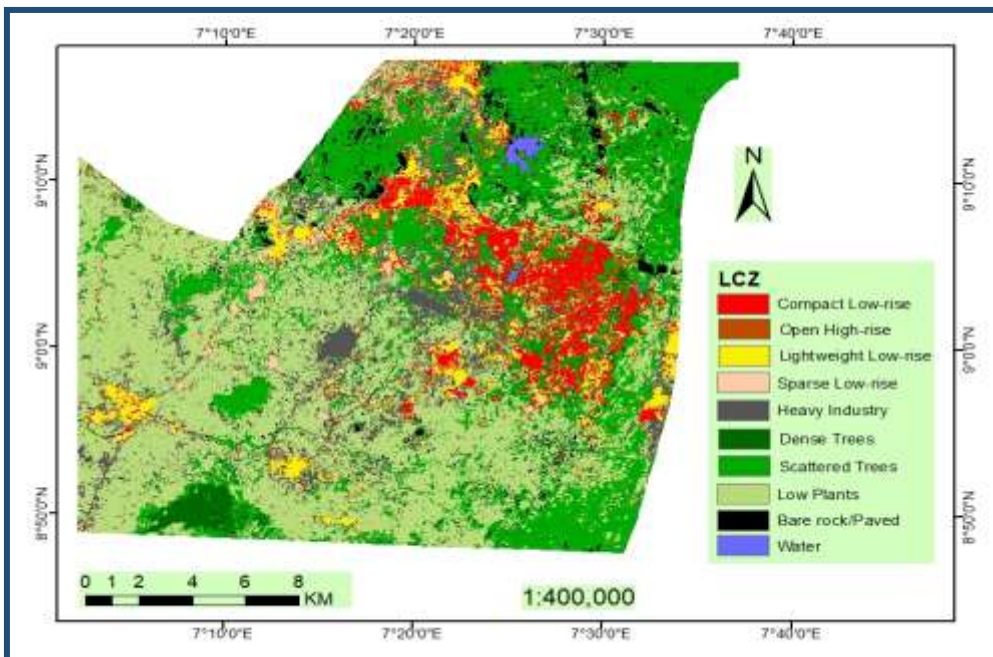 7°10'0"E 7°20'0"E 7°30'0"E 7°40'0"E
9°10'0"N 9°10'0"N
9°0'0"N 9°0'0"N
8°50'0"N 8°50'0"N
N
LCZ
Compact Low-rise
Open High-rise
Lightweight Low-rise
Sparse Low-rise
Heavy Industry
Dense Trees
Scattered Trees
Low Plants
Bare rock/Paved
Water
0 1 2 4 6 8
KM
1:400,000
7°10'0"E 7°20'0"E 7°30'0"E 7°40'0"E